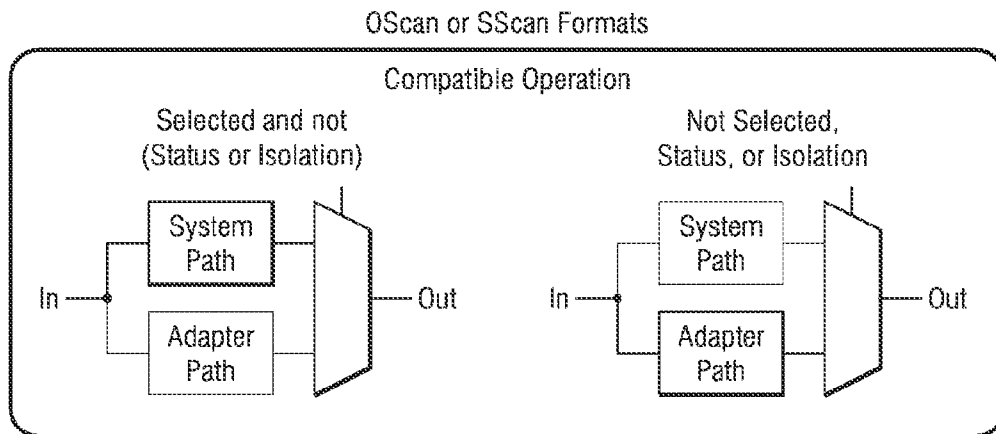 OScan or SScan Formats
Compatible Operation
Selected and not
(Status or Isolation)
System
Path
In
Out
Adapter
Path
Not Selected,
Status, or Isolation
System
Path
In
Out
Adapter
Path